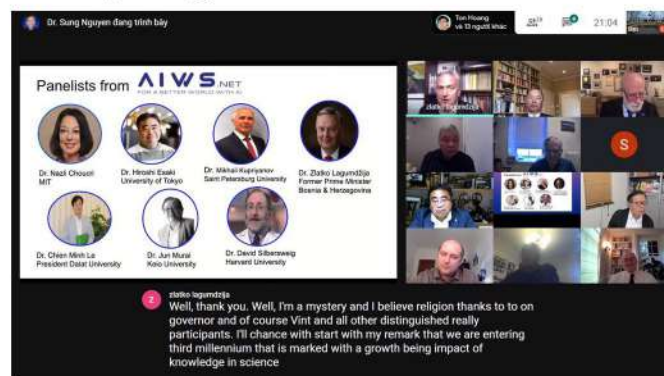 Dr. Sung Nguyen đang trình bày
Ton Hoang
và 13 người khác
21:04
Panelists from AIWS.NET
FOR A BETTER WORLD WITH AI
Dr. Nazli Choucri
MIT
Dr. Hiroshi Esaki
University of Tokyo
Dr. Mikhail Kupriyanov
Saint Petersburg University
Dr. Zlatko Lagumdžija
Former Prime Minister
Bosnia & Herzegovina
Dr. Chien Minh Le
President Dalat University
Dr. Jun Murai
Keio University
Dr. David Silbersweig
Harvard University
zlatko lagumdzija
S
Z
zlatko lagumdzija
Well, thank you. Well, I'm a mystery and I believe religion thanks to to on
governor and of course Vint and all other distinguished really
participants. I'll chance with start with my remark that we are entering
third millennium that is marked with a growth being impact of
knowledge in science